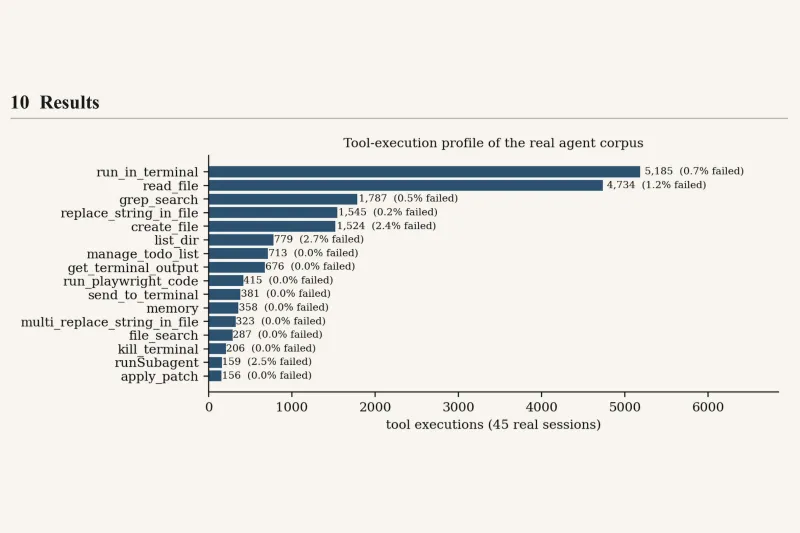 10 Results
Tool-execution profile of the real agent corpus
run_in_terminal 5,185 (0.7% failed)
read_file 4,734 (1.2% failed)
grep_search 1,787 (0.5% failed)
replace_string_in_file 1,545 (0.2% failed)
create_file 1,524 (2.4% failed)
list_dir 779 (2.7% failed)
manage_todo_list 713 (0.0% failed)
get_terminal_output 676 (0.0% failed)
run_playwright_code 415 (0.0% failed)
send_to_terminal 381 (0.0% failed)
memory 358 (0.0% failed)
multi_replace_string_in_file 323 (0.0% failed)
file_search 287 (0.0% failed)
kill_terminal 206 (0.0% failed)
runSubagent 159 (2.5% failed)
apply_patch 156 (0.0% failed)
0 1000 2000 3000 4000 5000 6000
tool executions (45 real sessions)